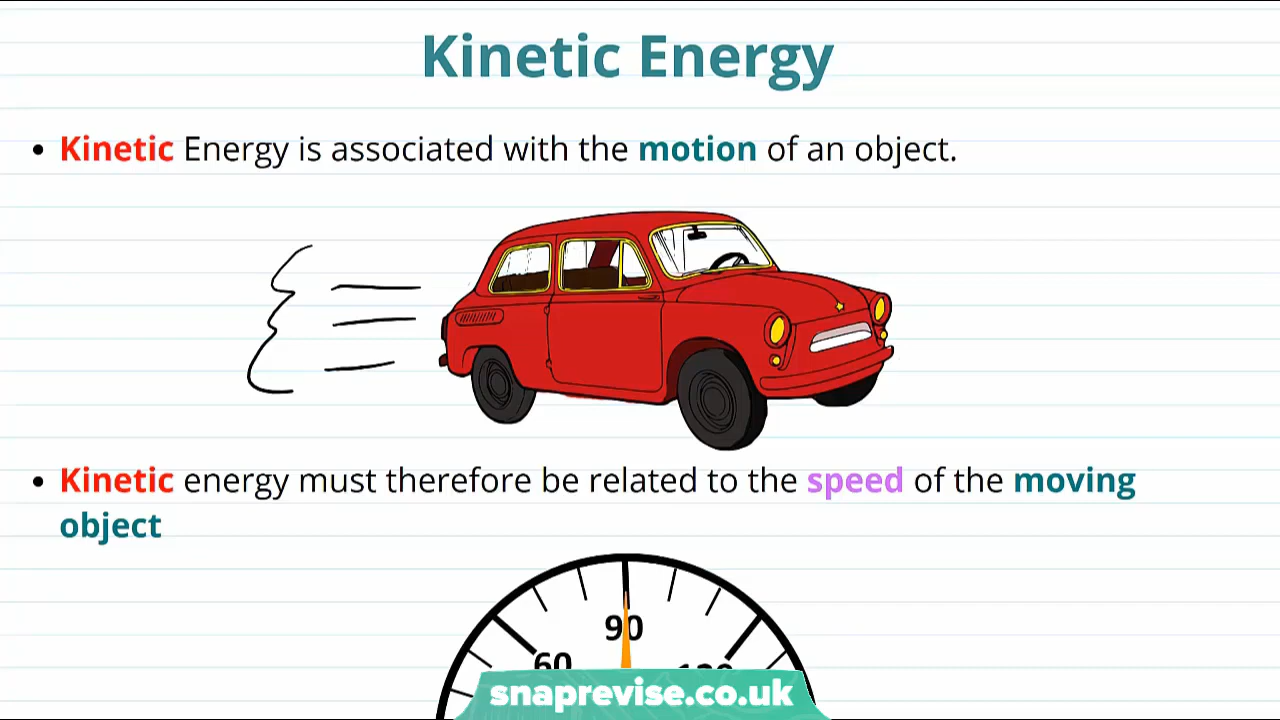 Kinetic Energy
• Kinetic Energy is associated with the motion of an object.
• Kinetic energy must therefore be related to the speed of the moving
object
90
60
120
snaprevise.co.uk